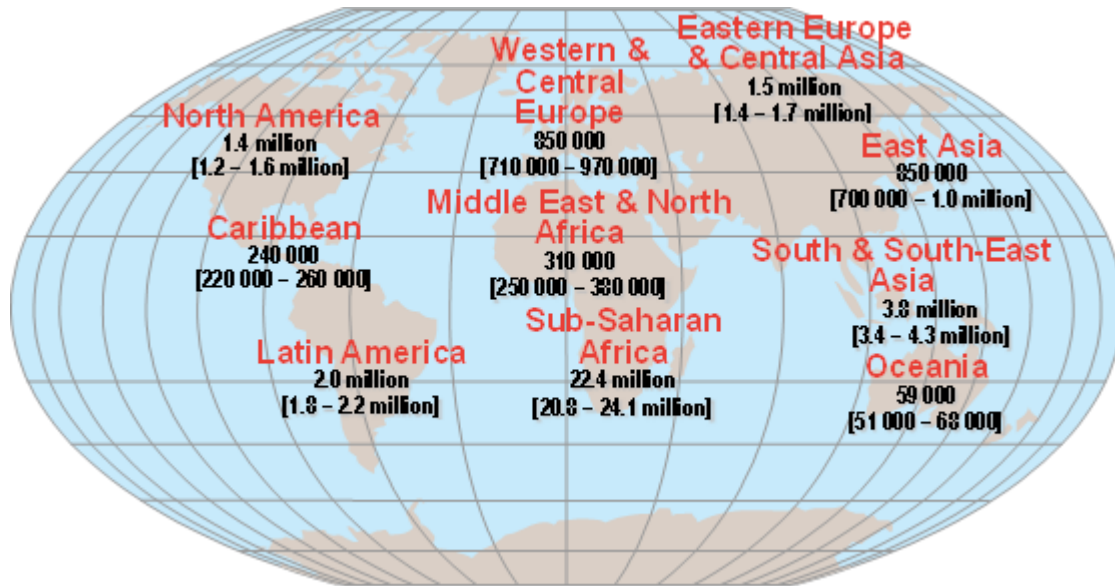 Eastern Europe
& Central Asia
1.5 million
[1.4 – 1.7 million]
Western &
Central
Europe
850 000
[710 000 – 970 000]
North America
1.4 million
[1.2 – 1.6 million]
East Asia
850 000
[700 000 – 1.0 million]
Middle East & North
Africa
310 000
[250 000 – 380 000]
Caribbean
240 000
[220 000 – 260 000]
South & South-East
Asia
3.8 million
[3.4 – 4.3 million]
Sub-Saharan
Africa
22.4 million
[20.8 – 24.1 million]
Latin America
2.0 million
[1.8 – 2.2 million]
Oceania
59 000
[51 000 – 68 000]